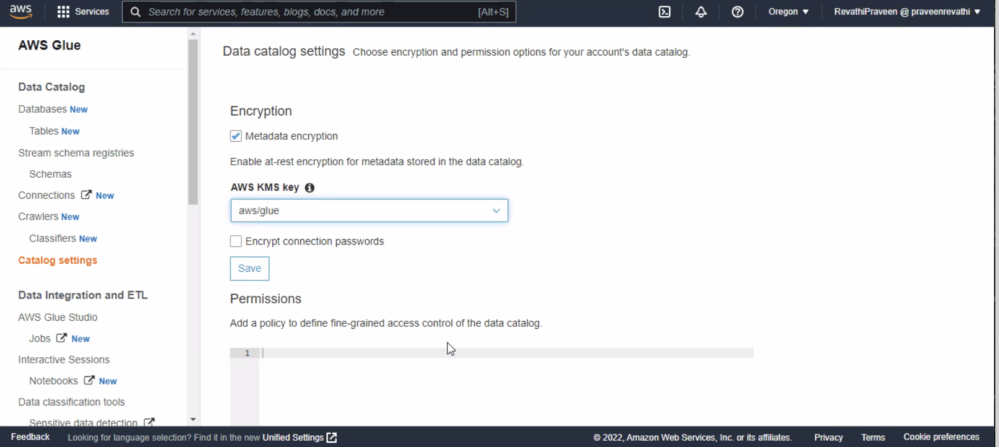 aws
Services
Search for services, features, blogs, docs, and more
[Alt+S]
Oregon
RevathiPraveen @ praveenrevathi
AWS Glue
Data Catalog
Databases New
Tables New
Stream schema registries
Schemas
Connections New
Crawlers New
Classifiers New
Catalog settings
Data Integration and ETL
AWS Glue Studio
Jobs New
Interactive Sessions
Notebooks New
Data classification tools
Sensitive data detection
Data catalog settings Choose encryption and permission options for your account's data catalog.
Encryption
Metadata encryption
Enable at-rest encryption for metadata stored in the data catalog.
AWS KMS key
aws/glue
Encrypt connection passwords
Save
Permissions
Add a policy to define fine-grained access control of the data catalog.
1
Feedback
Looking for language selection? Find it in the new Unified Settings
© 2022, Amazon Web Services, Inc. or its affiliates.
Privacy
Terms
Cookie preferences